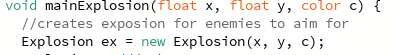 void mainExplosion(float x, float y, color c) {
//creates exposion for enemies to aim for
Explosion ex = new Explosion(x, y, c);